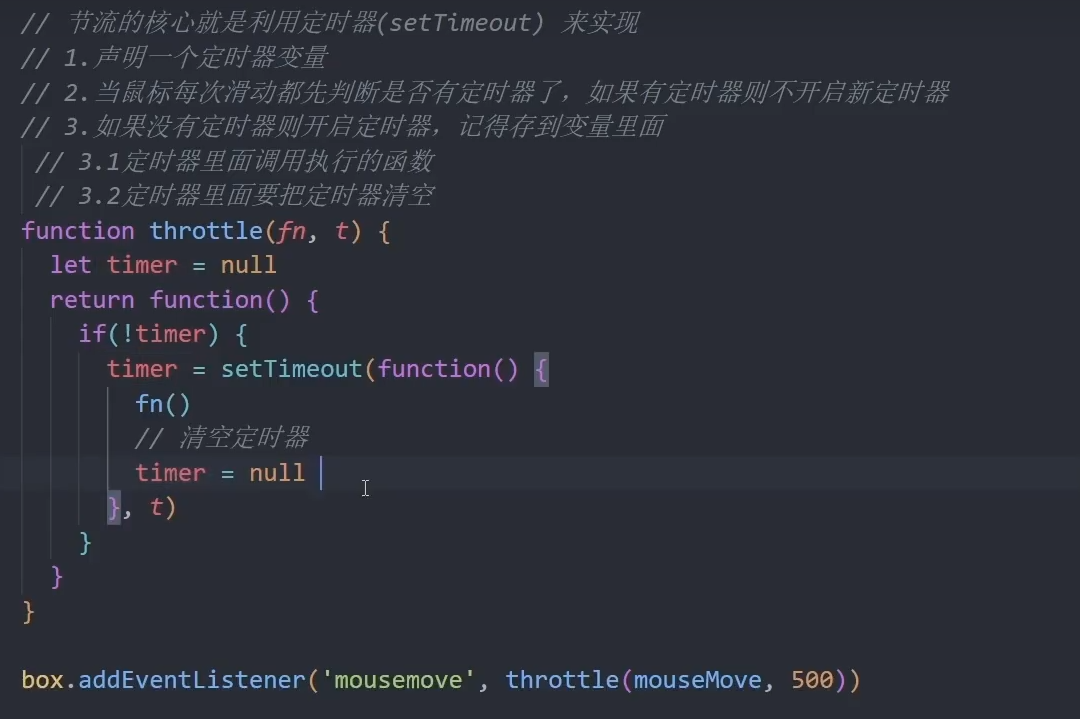 // 节流的核心就是利用定时器(setTimeout) 来实现
// 1.声明一个定时器变量
// 2.当鼠标每次滑动都先判断是否有定时器了，如果有定时器则不开启新定时器
// 3.如果没有定时器则开启定时器，记得存到变量里面
// 3.1定时器里面调用执行的函数
// 3.2定时器里面要把定时器清空
function throttle(fn, t) {
let timer = null
return function() {
if(!timer) {
timer = setTimeout(function() {
fn()
// 清空定时器
timer = null
}, t)
}
}
}
box.addEventListener('mousemove', throttle(mouseMove, 500))